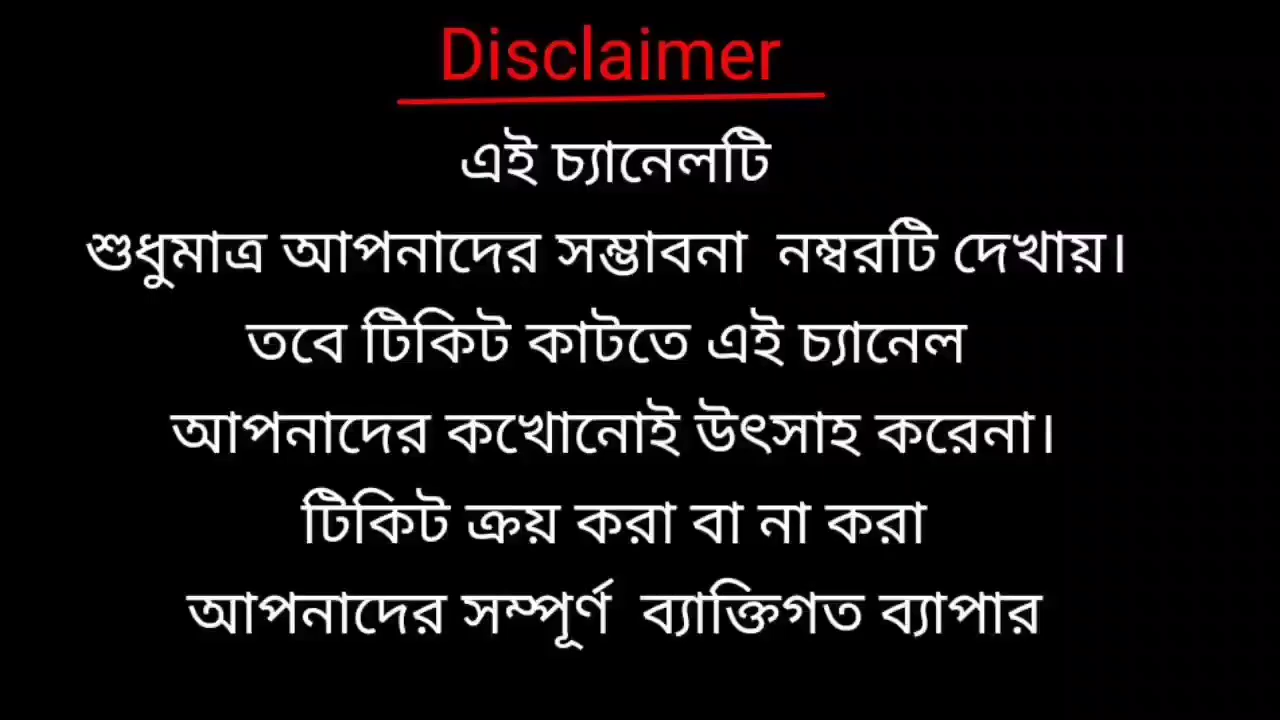 Disclaimer
এই চ্যানেলটি
শুধুমাত্র আপনাদের সম্ভাবনা নম্বরটি দেখায়।
তবে টিকিট কাটতে এই চ্যানেল
আপনাদের কখোনোই উৎসাহ করেনা।
টিকিট ক্রয় করা বা না করা
আপনাদের সম্পূর্ণ ব্যাক্তিগত ব্যাপার